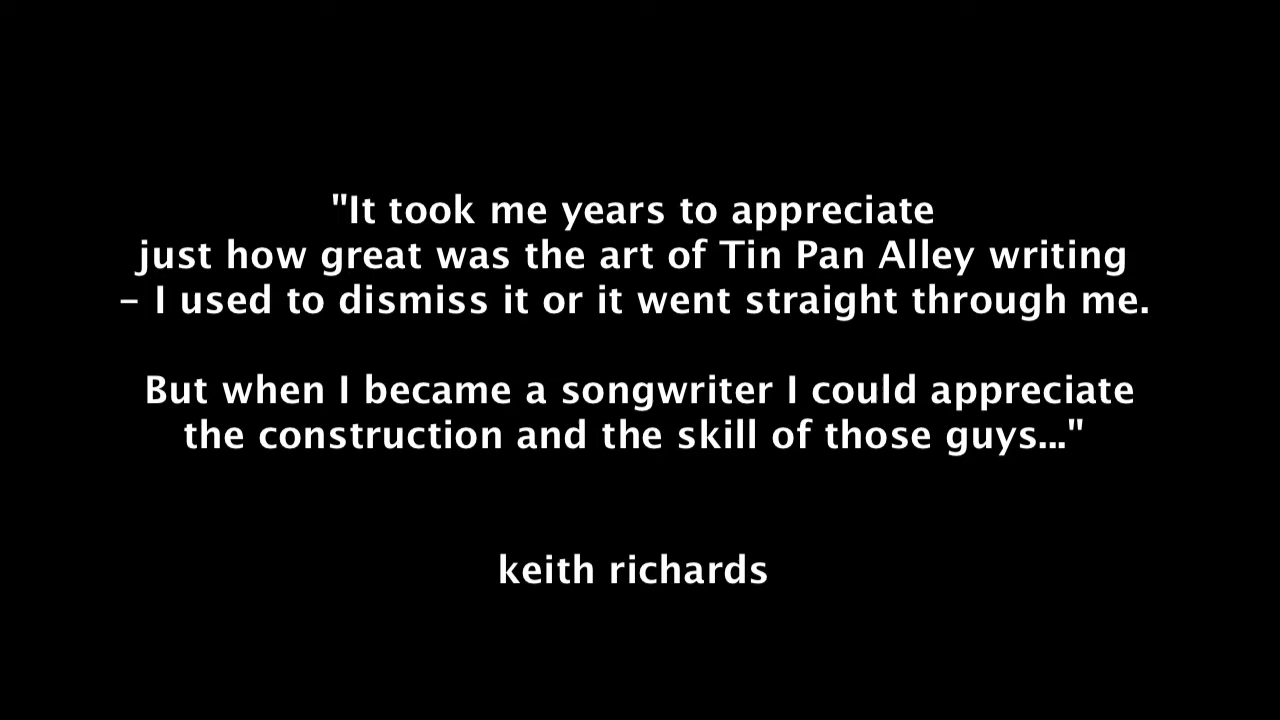 "It took me years to appreciate
just how great was the art of Tin Pan Alley writing
– I used to dismiss it or it went straight through me.
But when I became a songwriter I could appreciate
the construction and the skill of those guys..."
keith richards